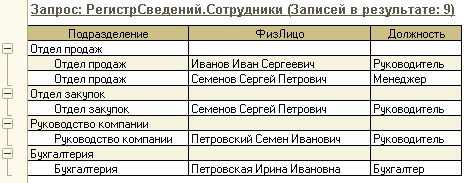 Запрос: РегистрСведений.Сотрудники (Записей в результате: 9)
Подразделение ФизЛицо Должность
Отдел продаж
Отдел продаж Иванов Иван Сергеевич Руководитель
Отдел продаж Семенов Сергей Петрович Менеджер
Отдел закупок
Отдел закупок Семенов Сергей Петрович Руководитель
Руководство компании
Руководство компании Петровский Семен Иванович Руководитель
Бухгалтерия
Бухгалтерия Петровская Ирина Ивановна Бухгалтер